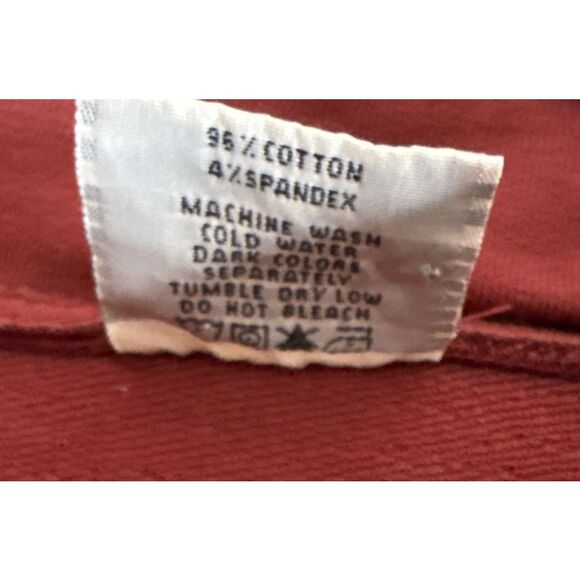 96% COTTON
4% SPANDEX
MACHINE WASH
COLD WATER
DARK COLORS
SEPARATELY
TUMBLE DRY LOW
DO NOT BLEACH